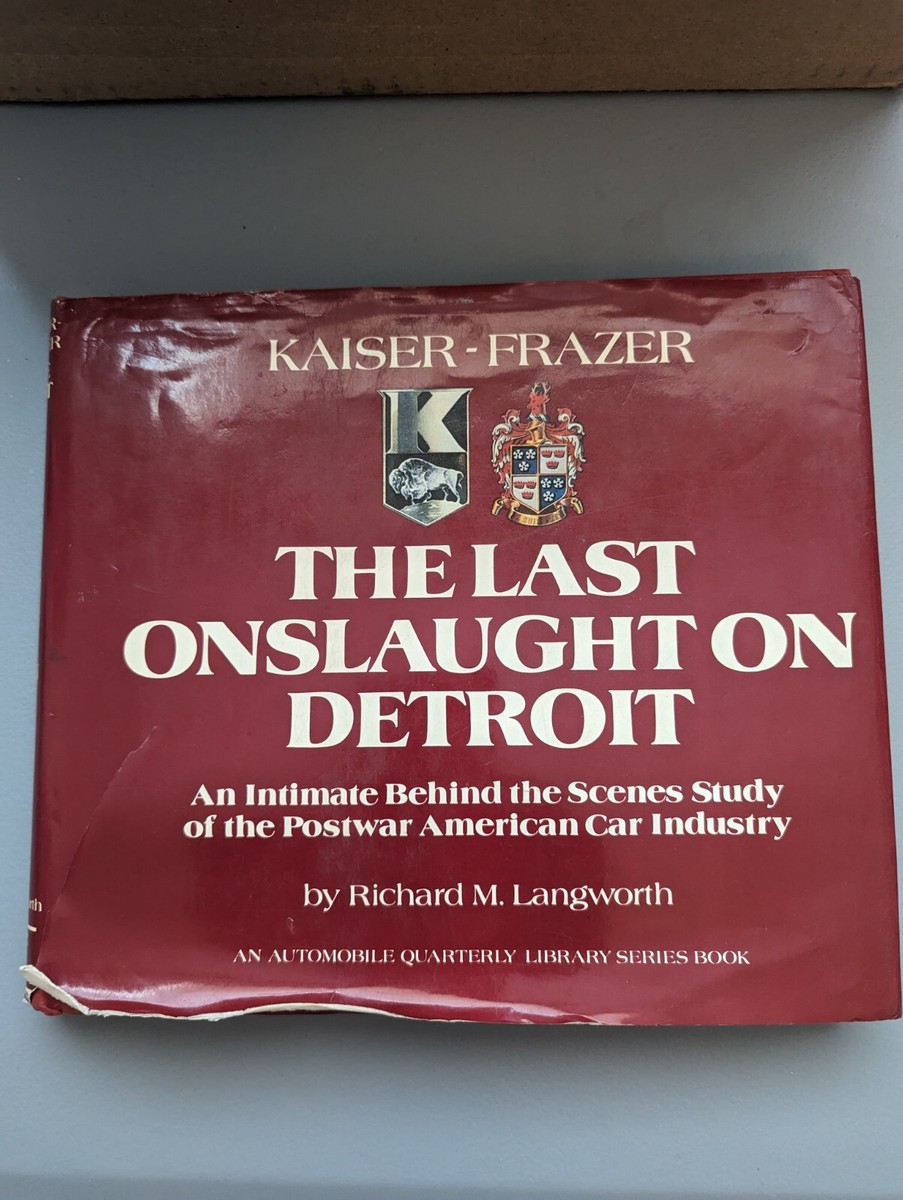 KAISER-FRAZER
K
THE LAST
ONSLAUGHT ON
DETROIT
An Intimate Behind the Scenes Study
of the Postwar American Car Industry
by Richard M. Langworth
AN AUTOMOBILE QUARTERLY LIBRARY SERIES BOOK